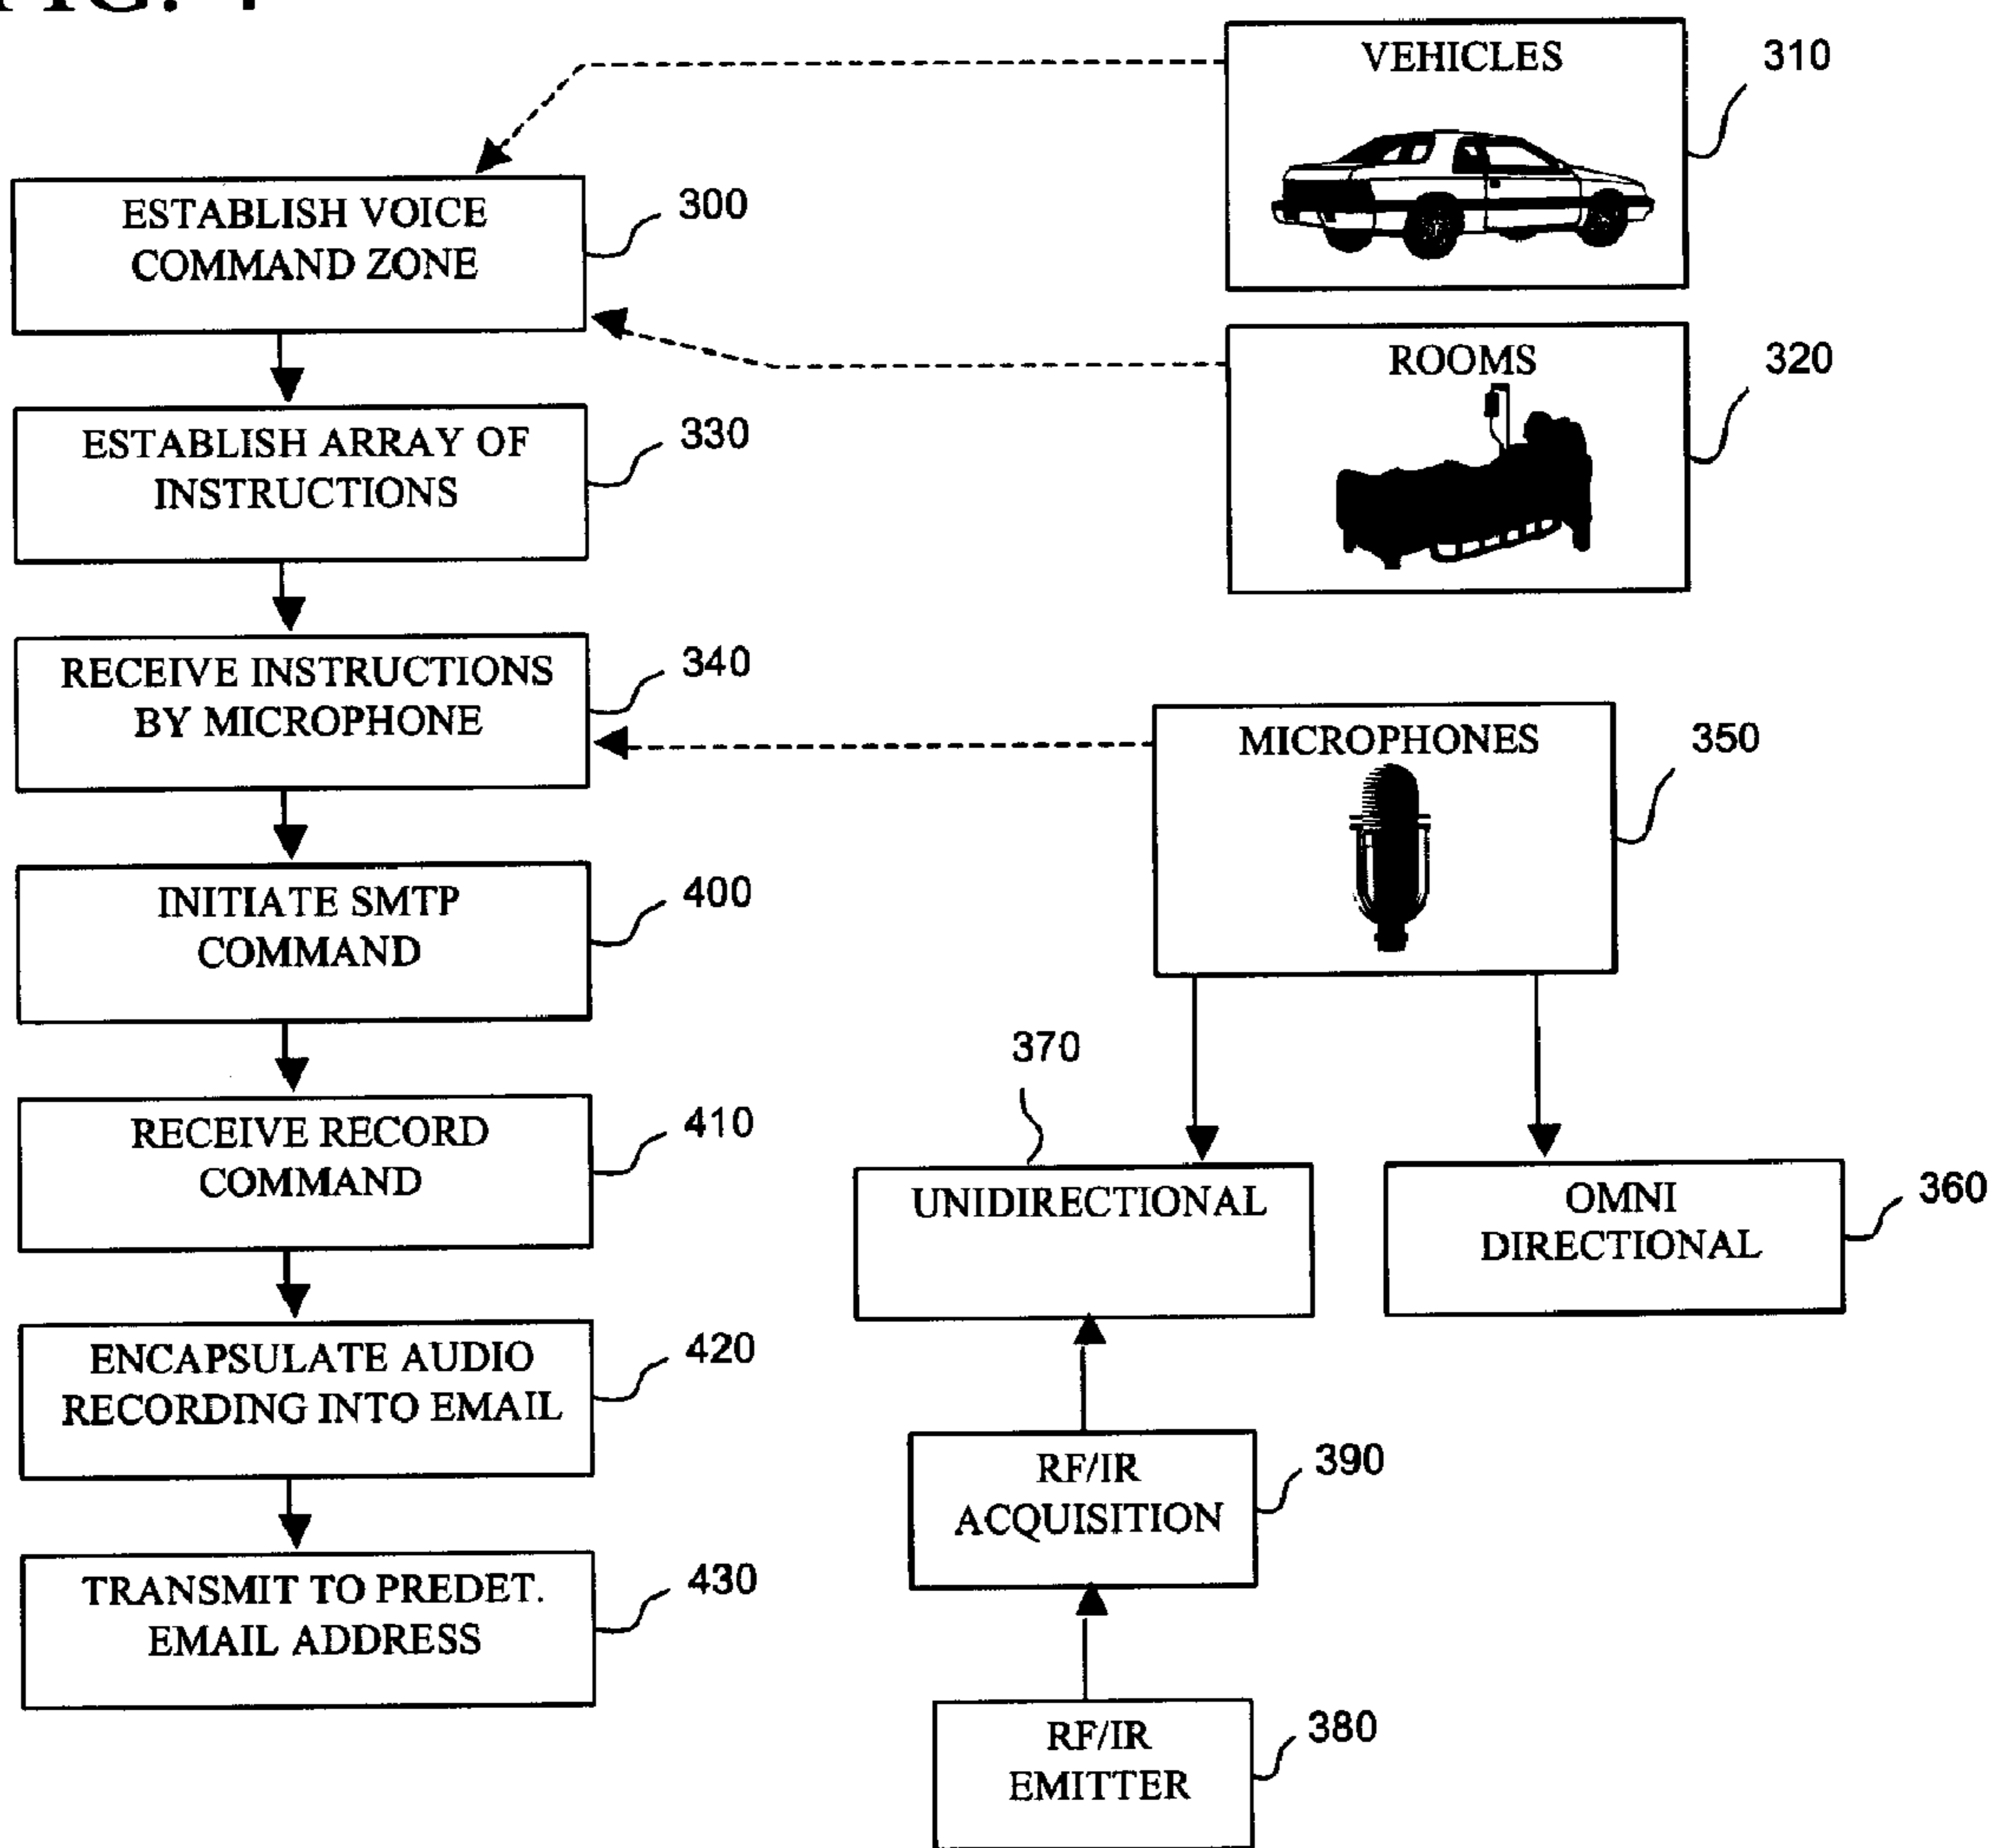 VEHICLES
310
ESTABLISH VOICE
COMMAND ZONE
300
ROOMS
320
ESTABLISH ARRAY OF
INSTRUCTIONS
330
RECEIVE INSTRUCTIONS
BY MICROPHONE
340
MICROPHONES
350
INITIATE SMTP
COMMAND
400
RECEIVE RECORD
COMMAND
410
370
UNIDIRECTIONAL
OMNI
DIRECTIONAL
360
ENCAPSULATE AUDIO
RECORDING INTO EMAIL
420
RF/IR
ACQUISITION
390
TRANSMIT TO PREDET.
EMAIL ADDRESS
430
RF/IR
EMITTER
380